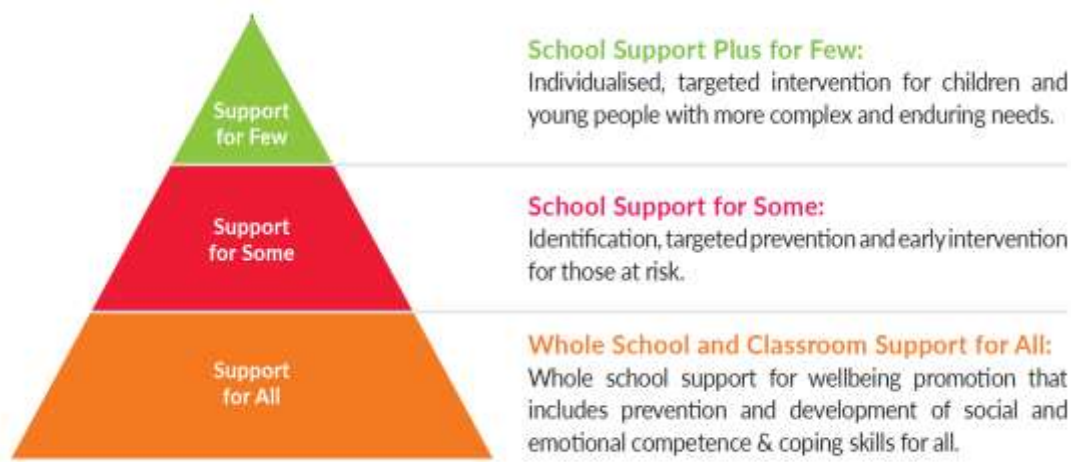 Support
for Few
School Support Plus for Few:
Individualised, targeted intervention for children and
young people with more complex and enduring needs.
Support
for Some
School Support for Some:
Identification, targeted prevention and early intervention
for those at risk.
Support
for All
Whole School and Classroom Support for All:
Whole school support for wellbeing promotion that
includes prevention and development of social and
emotional competence & coping skills for all.